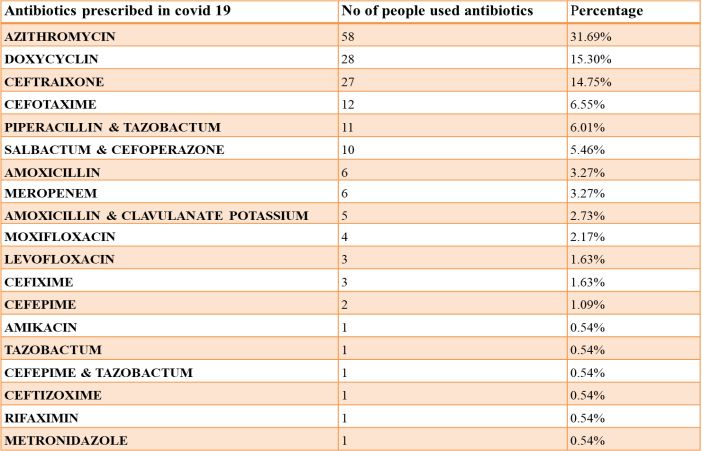 Antibiotics prescribed in covid 19 No of people used antibiotics Percentage
AZITHROMYCIN 58 31.69%
DOXYCYCLIN 28 15.30%
CEFTRAIXONE 27 14.75%
CEFOTAXIME 12 6.55%
PIPERACILLIN & TAZOBACTUM 11 6.01%
SALBACTUM & CEFOPERAZONE 10 5.46%
AMOXICILLIN 6 3.27%
MEROPENEM 6 3.27%
AMOXICILLIN & CLAVULANATE POTASSIUM 5 2.73%
MOXIFLOXACIN 4 2.17%
LEVOFLOXACIN 3 1.63%
CEFIXIME 3 1.63%
CEFEPIME 2 1.09%
AMIKACIN 1 0.54%
TAZOBACTUM 1 0.54%
CEFEPIME & TAZOBACTUM 1 0.54%
CEFTIZOXIME 1 0.54%
RIFAXIMIN 1 0.54%
METRONIDAZOLE 1 0.54%